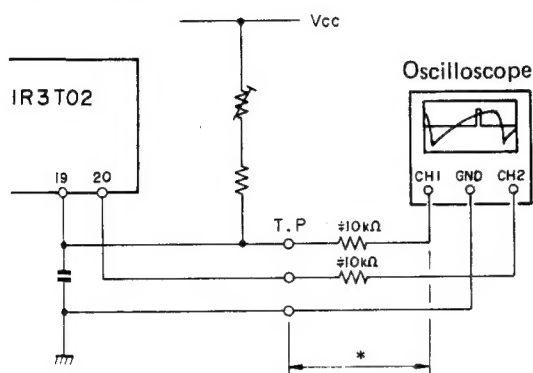 Vcc
Oscilloscope
IR3T02
CH1 GND CH2
19 20
T.P
≑10kΩ
≑10kΩ
*